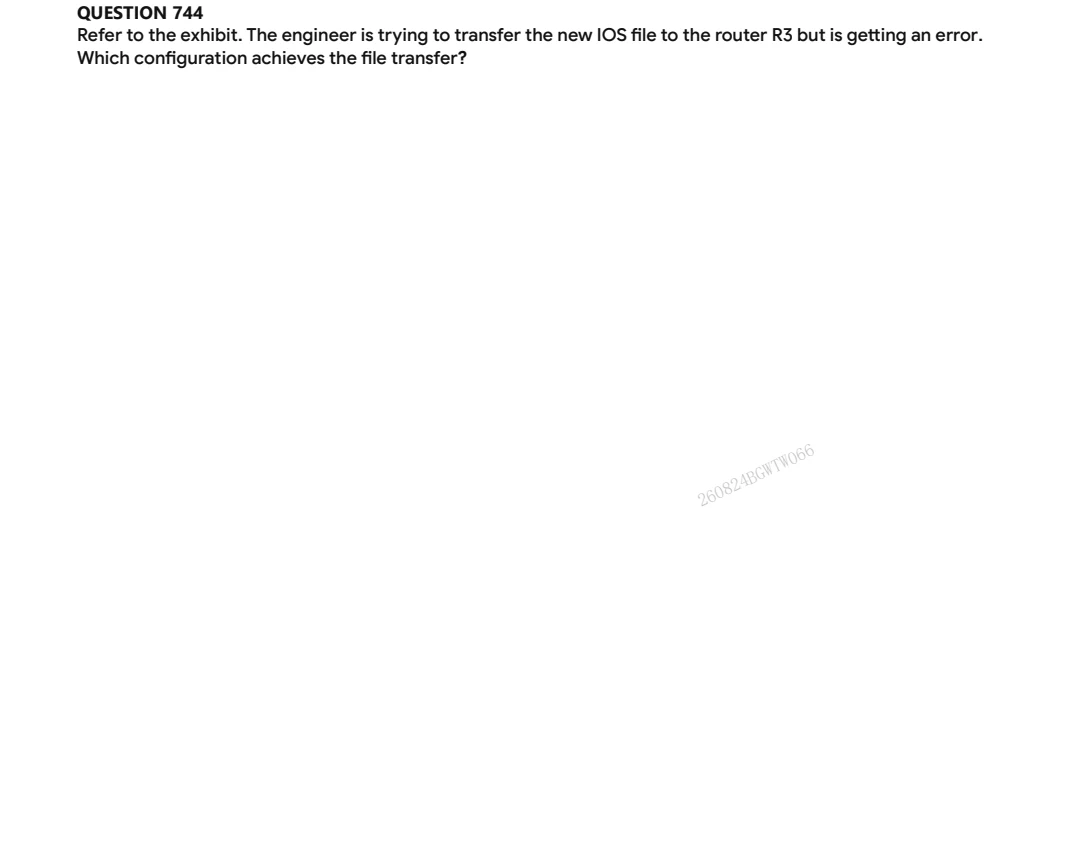 QUESTION 744
Refer to the exhibit. The engineer is trying to transfer the new IOS file to the router R3 but is getting an error.
Which configuration achieves the file transfer?
260824BGWTW066